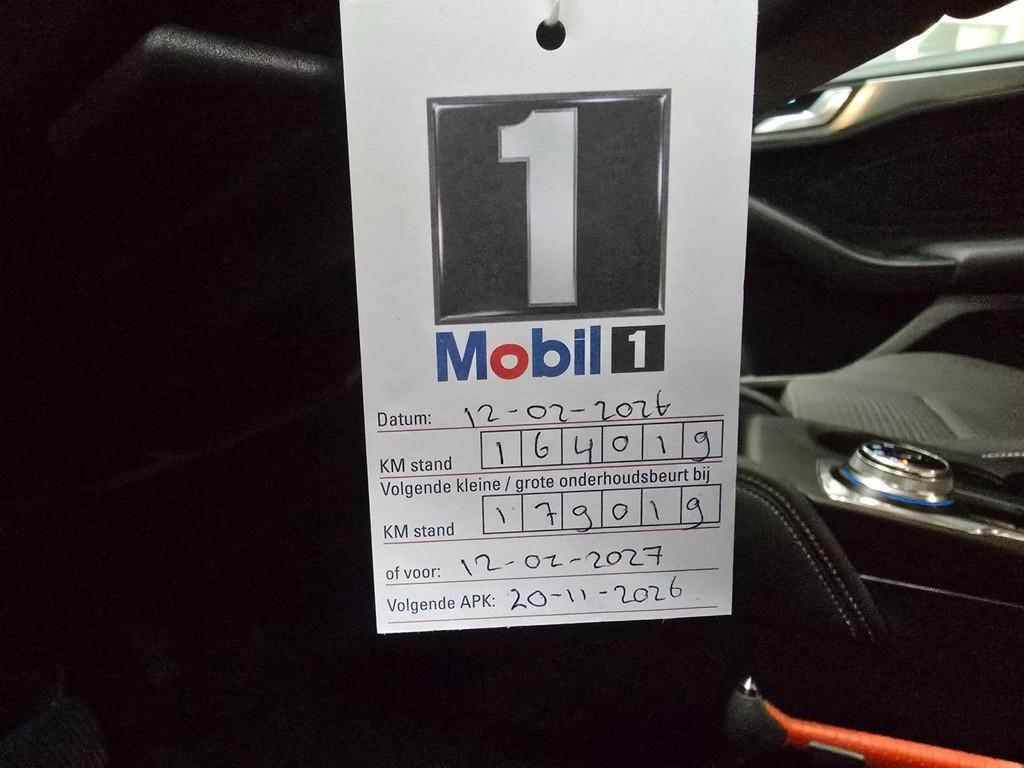 1
Mobil 1
Datum: 12-02-2026
KM stand 164019
Volgende kleine / grote onderhoudsbeurt bij
KM stand 179019
of voor: 12-02-2027
Volgende APK: 20-11-2026